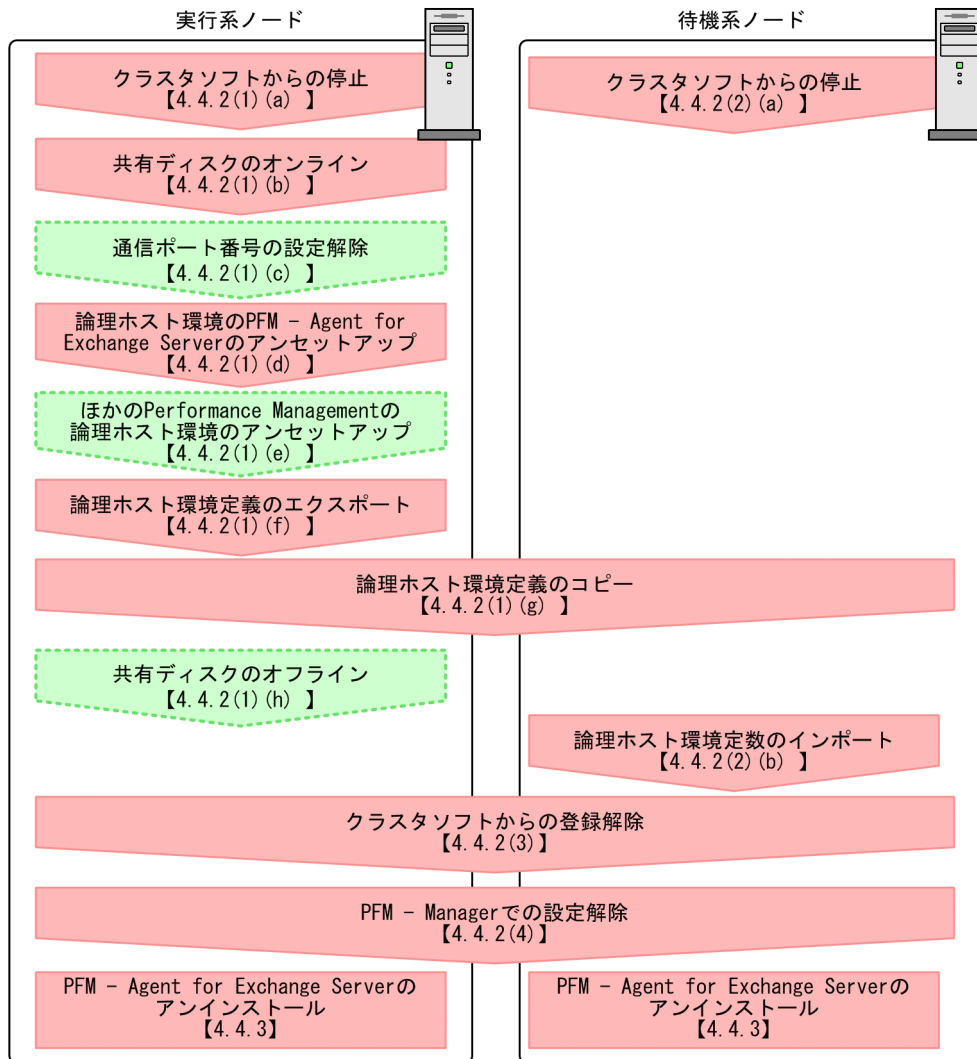 実行系ノード
待機系ノード
クラスタソフトからの停止
【4.4.2(1)(a) 】
クラスタソフトからの停止
【4.4.2(2)(a) 】
共有ディスクのオンライン
【4.4.2(1)(b) 】
通信ポート番号の設定解除
【4.4.2(1)(c) 】
論理ホスト環境のPFM - Agent for
Exchange Serverのアンセットアップ
【4.4.2(1)(d) 】
ほかのPerformance Managementの
論理ホスト環境のアンセットアップ
【4.4.2(1)(e) 】
論理ホスト環境定義のエクスポート
【4.4.2(1)(f) 】
論理ホスト環境定義のコピー
【4.4.2(1)(g) 】
共有ディスクのオフライン
【4.4.2(1)(h) 】
論理ホスト環境定数のインポート
【4.4.2(2)(b) 】
クラスタソフトからの登録解除
【4.4.2(3)】
PFM - Managerでの設定解除
【4.4.2(4)】
PFM - Agent for Exchange Serverの
アンインストール
【4.4.3】
PFM - Agent for Exchange Serverの
アンインストール
【4.4.3】